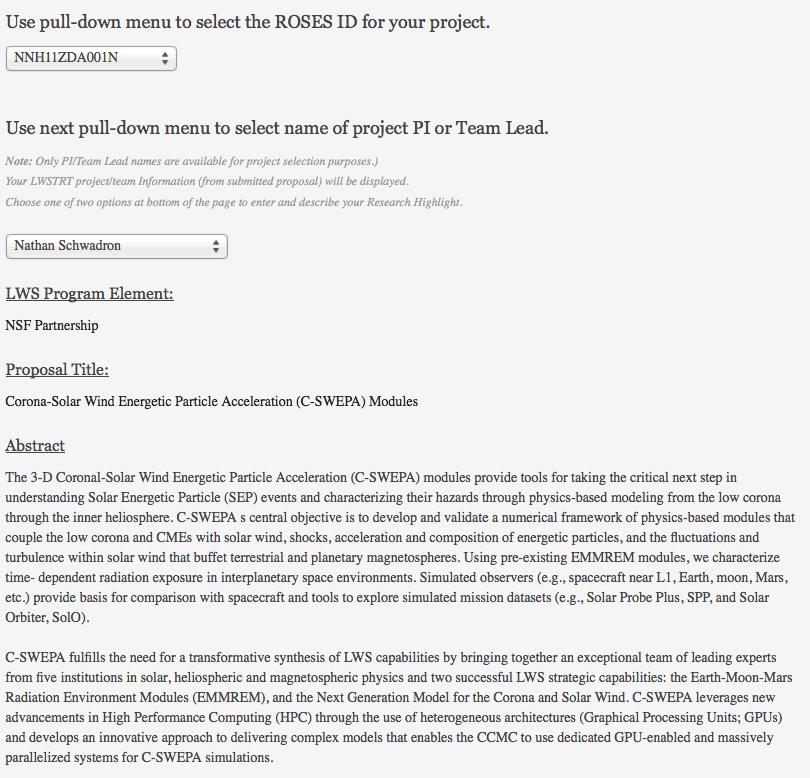 Use pull-down menu to select the ROSES ID for your project.
NNH11ZDA001N
Use next pull-down menu to select name of project PI or Team Lead.
Note: Only PI/Team Lead names are available for project selection purposes.)
Your LWSTRT project/team Information (from submitted proposal) will be displayed.
Choose one of two options at bottom of the page to enter and describe your Research Highlight.
Nathan Schwadron
LWS Program Element:
NSF Partnership
Proposal Title:
Corona-Solar Wind Energetic Particle Acceleration (C-SWEPA) Modules
Abstract
The 3-D Coronal-Solar Wind Energetic Particle Acceleration (C-SWEPA) modules provide tools for taking the critical next step in
understanding Solar Energetic Particle (SEP) events and characterizing their hazards through physics-based modeling from the low corona
through the inner heliosphere. C-SWEPA s central objective is to develop and validate a numerical framework of physics-based modules that
couple the low corona and CMEs with solar wind, shocks, acceleration and composition of energetic particles, and the fluctuations and
turbulence within solar wind that buffet terrestrial and planetary magnetospheres. Using pre-existing EMMREM modules, we characterize
time- dependent radiation exposure in interplanetary space environments. Simulated observers (e.g., spacecraft near L1, Earth, moon, Mars,
etc.) provide basis for comparison with spacecraft and tools to explore simulated mission datasets (e.g., Solar Probe Plus, SPP, and Solar
Orbiter, SolO).
C-SWEPA fulfills the need for a transformative synthesis of LWS capabilities by bringing together an exceptional team of leading experts
from five institutions in solar, heliospheric and magnetospheric physics and two successful LWS strategic capabilities: the Earth-Moon-Mars
Radiation Environment Modules (EMMREM), and the Next Generation Model for the Corona and Solar Wind. C-SWEPA leverages new
advancements in High Performance Computing (HPC) through the use of heterogeneous architectures (Graphical Processing Units; GPUs)
and develops an innovative approach to delivering complex models that enables the CCMC to use dedicated GPU-enabled and massively
parallelized systems for C-SWEPA simulations.